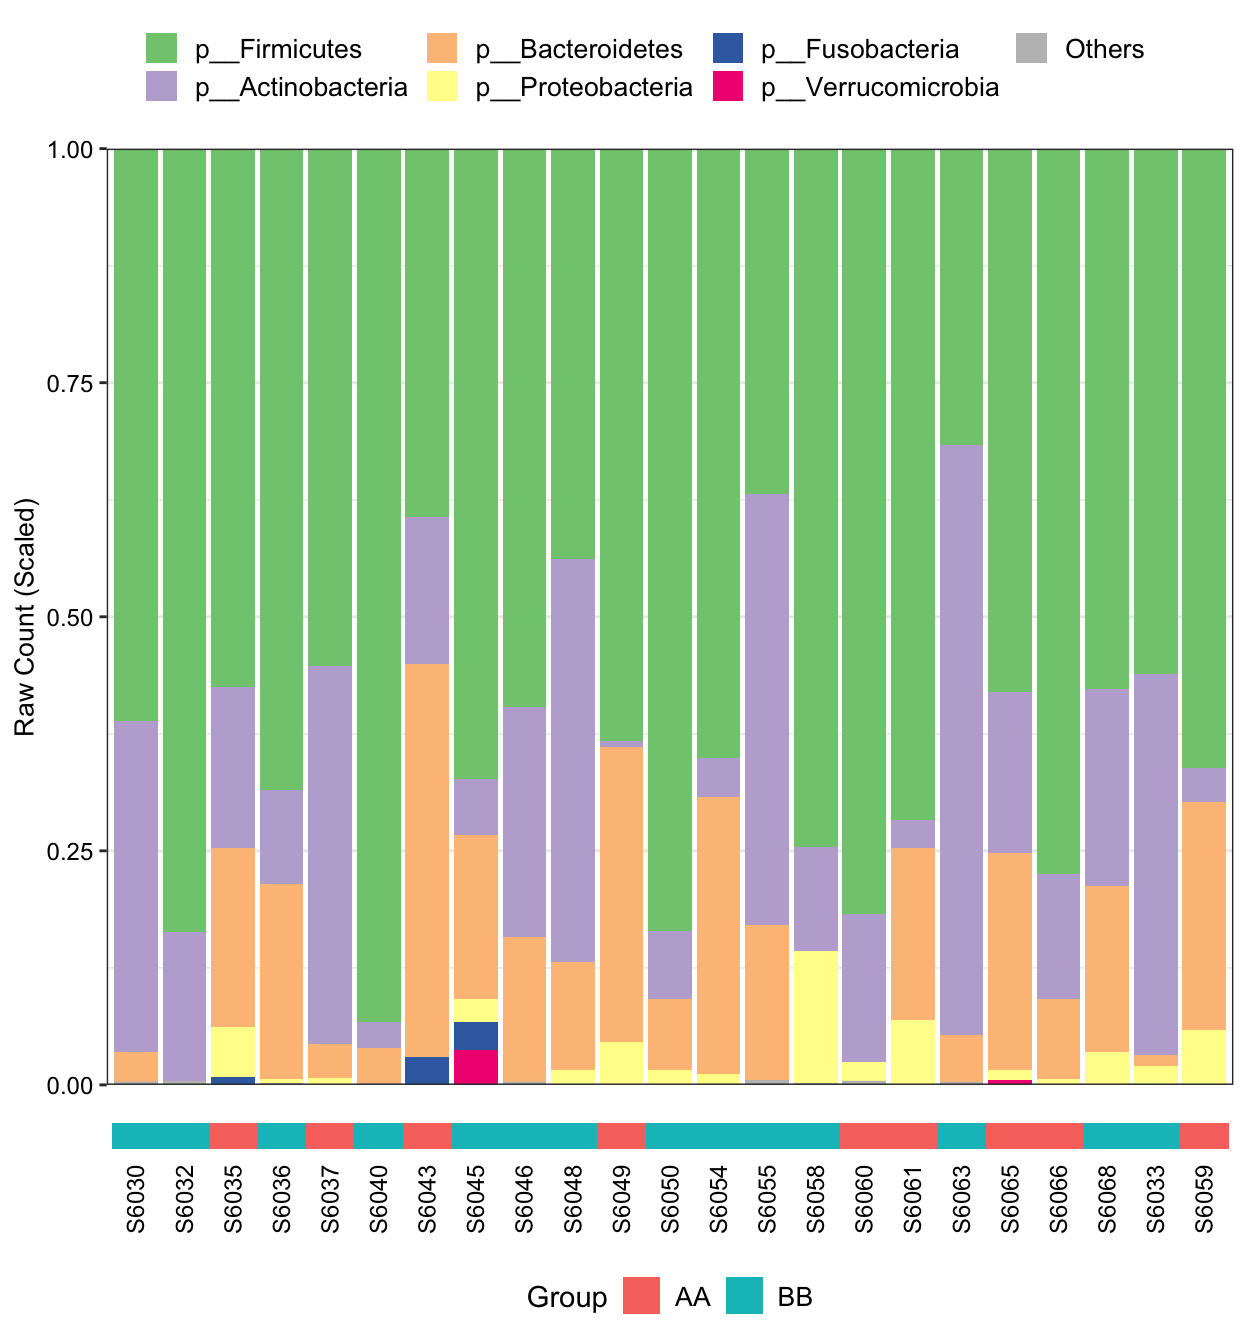 p__Firmicutes p__Bacteroidetes p__Fusobacteria Others
p__Actinobacteria p__Proteobacteria p__Verrucomicrobia
1.00
0.75
0.50
0.25
0.00
Raw Count (Scaled)
S6030
S6032
S6035
S6036
S6037
S6040
S6043
S6045
S6046
S6048
S6049
S6050
S6054
S6055
S6058
S6060
S6061
S6063
S6065
S6066
S6068
S6033
S6059
Group AA BB